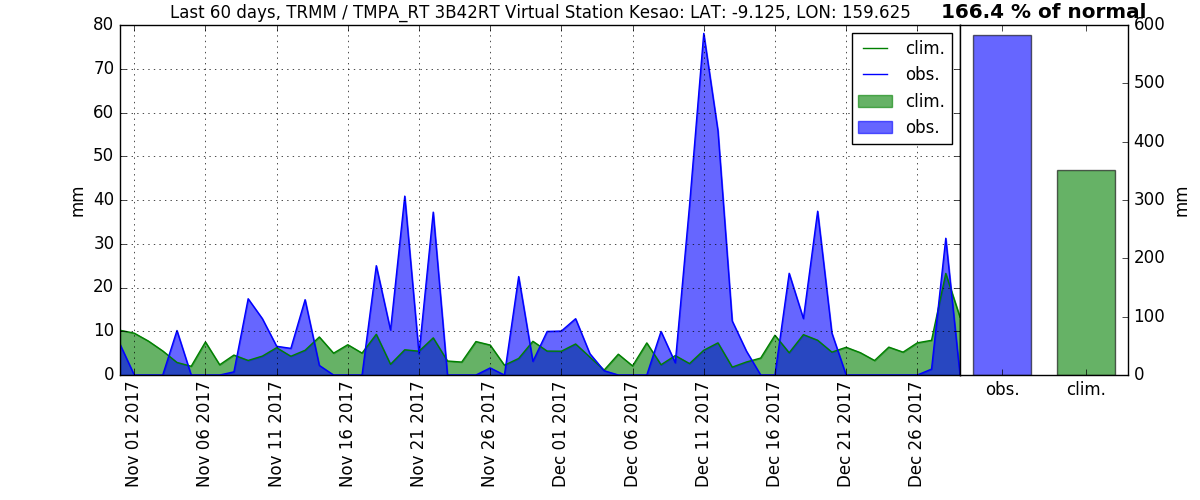 Last 60 days, TRMM / TMPA_RT 3B42RT Virtual Station Kesao: LAT: -9.125, LON: 159.625
166.4 % of normal
80
70
60
50
40
30
20
10
0
mm
clim.
obs.
clim.
obs.
600
500
400
300
200
100
0
mm
obs.
clim.
Nov 01 2017
Nov 06 2017
Nov 11 2017
Nov 16 2017
Nov 21 2017
Nov 26 2017
Dec 01 2017
Dec 06 2017
Dec 11 2017
Dec 16 2017
Dec 21 2017
Dec 26 2017